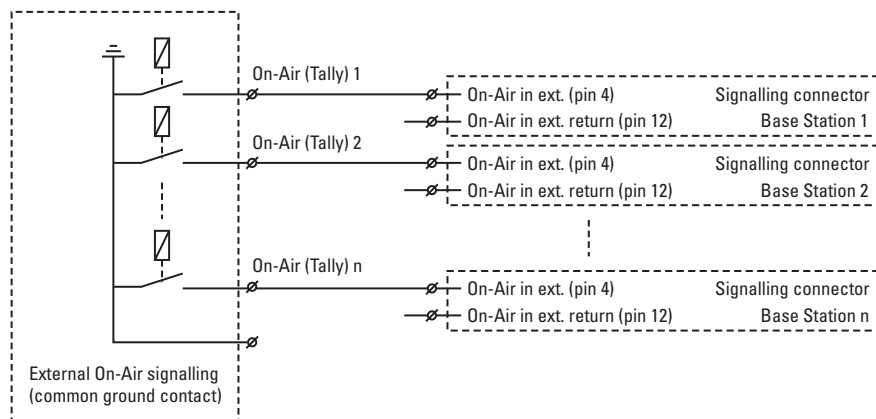 On-Air (Tally) 1
On-Air in ext. (pin 4) Signalling connector
On-Air in ext. return (pin 12) Base Station 1
On-Air (Tally) 2
On-Air in ext. (pin 4) Signalling connector
On-Air in ext. return (pin 12) Base Station 2
On-Air (Tally) n
On-Air in ext. (pin 4) Signalling connector
On-Air in ext. return (pin 12) Base Station n
External On-Air signalling
(common ground contact)